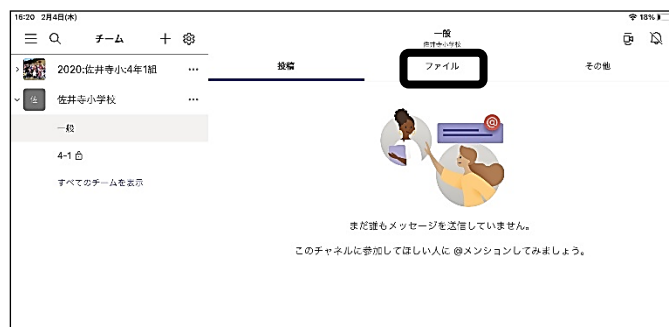 15:20 2月4日(木)
18%
チーム
一般
佐井寺小学校
投稿
ファイル
その他
2020:佐井寺小:4年1組
佐 佐井寺小学校
一般
4-1
すべてのチームを表示
@
まだ誰もメッセージを送信していません。
このチャネルに参加してほしい人に @メンションしてみましょう。